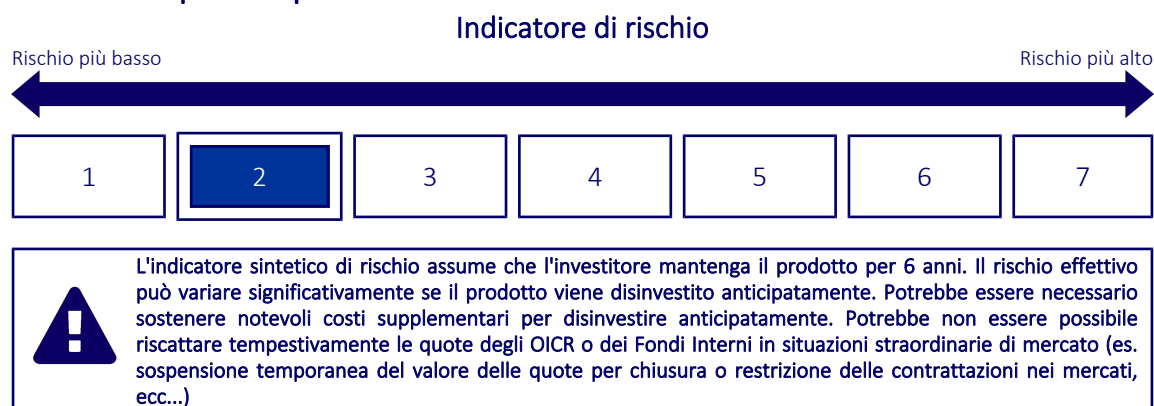 Indicatore di rischio
Rischio più basso
Rischio più alto
1
2
3
4
5
6
7
L'indicatore sintetico di rischio assume che l'investitore mantenga il prodotto per 6 anni. Il rischio effettivo
può variare significativamente se il prodotto viene disinvestito anticipatamente. Potrebbe essere necessario
sostenere notevoli costi supplementari per disinvestire anticipatamente. Potrebbe non essere possibile
riscattare tempestivamente le quote degli OICR o dei Fondi Interni in situazioni straordinarie di mercato (es.
sospensione temporanea del valore delle quote per chiusura o restrizione delle contrattazioni nei mercati,
ecc...)